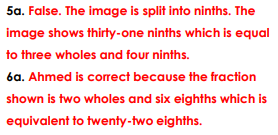 5a. False. The image is split into ninths. The
image shows thirty-one ninths which is equal
to three wholes and four ninths.
6a. Ahmed is correct because the fraction
shown is two wholes and six eighths which is
equivalent to twenty-two eighths.